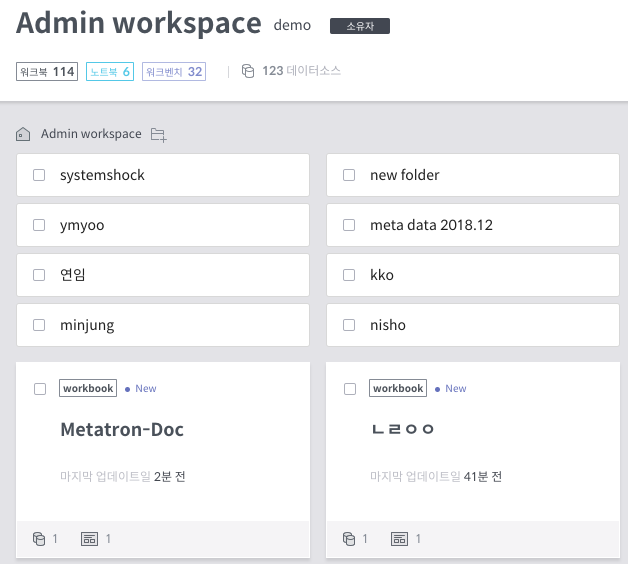 Admin workspace demo 소유자
워크북 114 노트북 6 워크벤치 32 123 데이터소스
Admin workspace
systemshock
new folder
ymyoo
meta data 2018.12
연임
kko
minjung
nisho
workbook New
Metatron-Doc
마지막 업데이트일 2분 전
1 1
workbook New
ㄴㄹㅇㅇ
마지막 업데이트일 41분 전
1 1